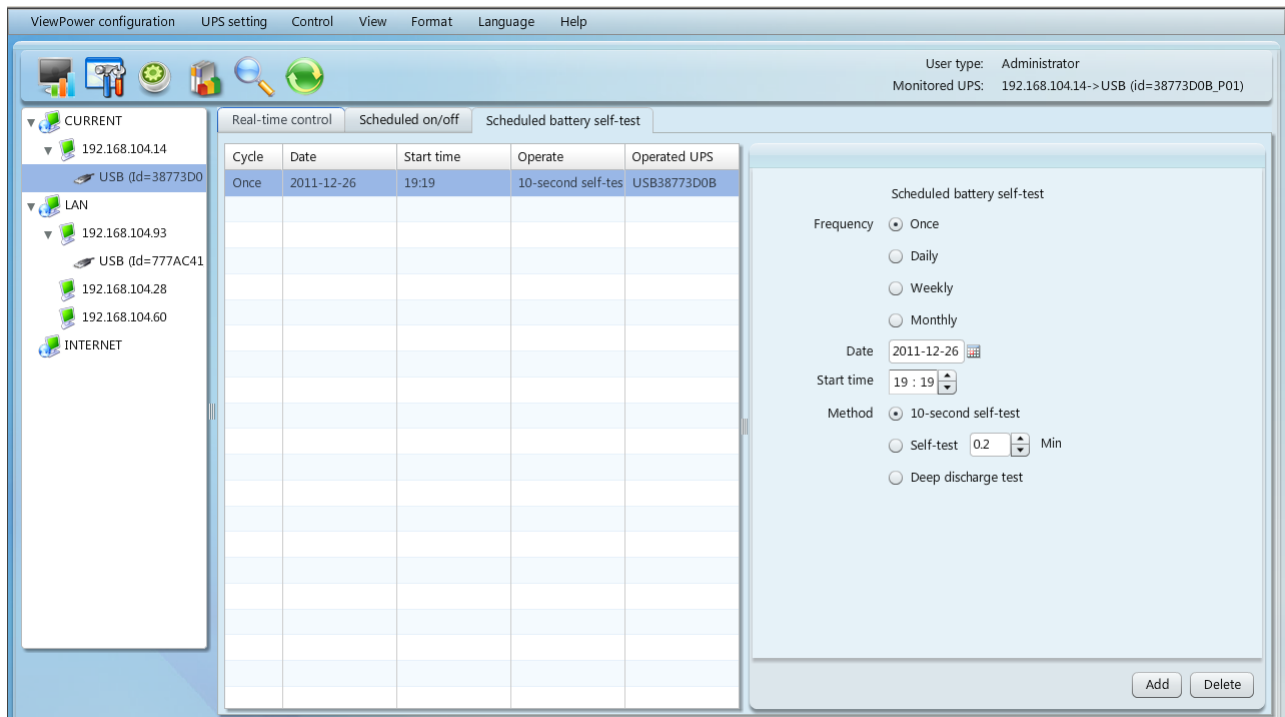 ViewPower configuration UPS setting Control View Format Language Help
User type: Administrator
Monitored UPS: 192.168.104.14->USB (id=38773D0B_P01)
CURRENT
192.168.104.14
USB (Id=38773D0
LAN
192.168.104.93
USB (Id=777AC41
192.168.104.28
192.168.104.60
INTERNET
Real-time control Scheduled on/off Scheduled battery self-test
Cycle Date Start time Operate Operated UPS
Once 2011-12-26 19:19 10-second self-tes USB38773D0B
Scheduled battery self-test
Frequency Once
Daily
Weekly
Monthly
Date 2011-12-26
Start time 19 : 19
Method 10-second self-test
Self-test 0.2 Min
Deep discharge test
Add Delete